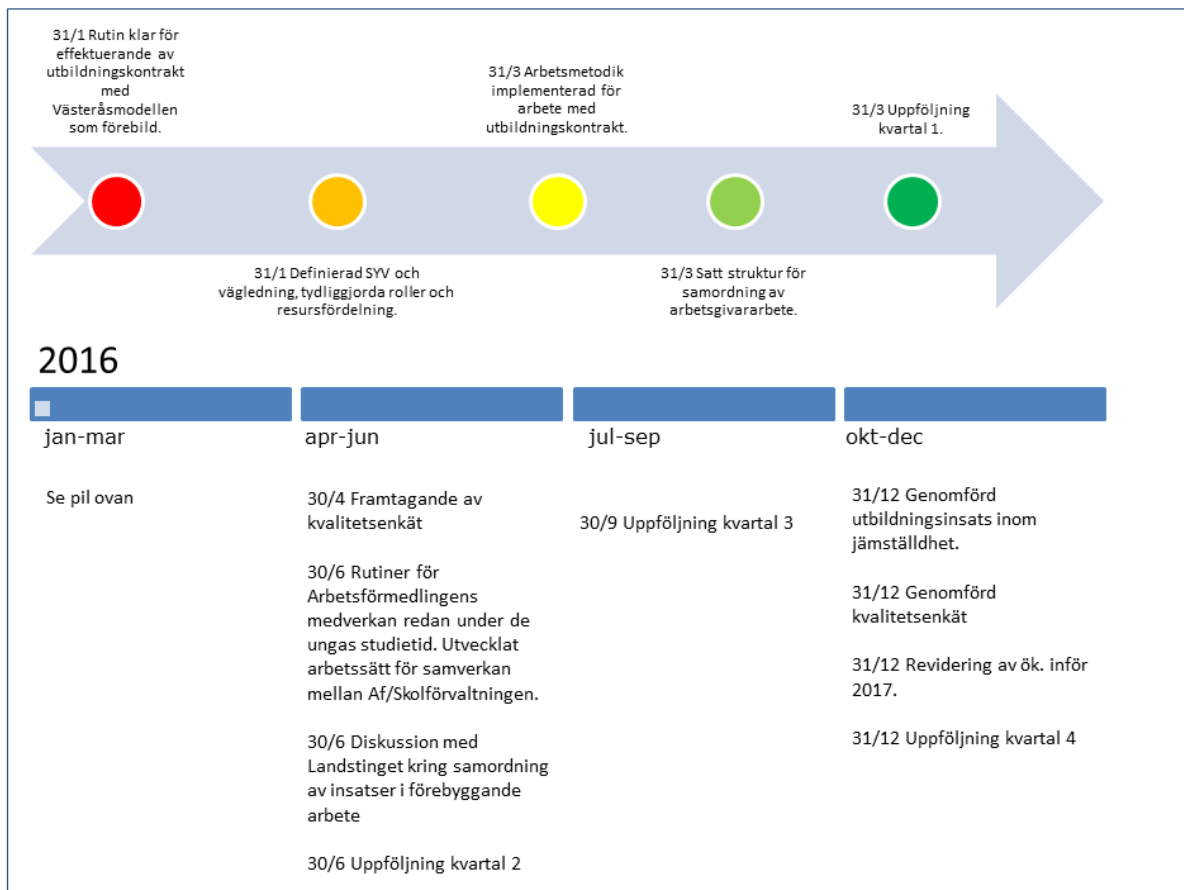 31/1 Rutin klar för
effektuerande av
utbildningskontrakt
med
Västeråsmodellen
som förebild.
31/3 Arbetsmetodik
implementerad för
arbete med
utbildningskontrakt.
31/3 Uppföljning
kvartal 1.
31/1 Definierad SYV och
vägledning, tydliggjorda roller och
resursfördelning.
31/3 Satt struktur för
samordning av
arbetsgivararbete.
2016
jan-mar
Se pil ovan
apr-jun
30/4 Framtagande av
kvalitetsenkät
30/6 Rutiner för
Arbetsförmedlingens
medverkan redan under de
ungas studietid. Utvecklat
arbetssätt för samverkan
mellan Af/Skolförvaltningen.
30/6 Diskussion med
Landstinget kring samordning
av insatser i förebyggande
arbete
30/6 Uppföljning kvartal 2
jul-sep
30/9 Uppföljning kvartal 3
okt-dec
31/12 Genomförd
utbildningsinsats inom
jämställdhet.
31/12 Genomförd
kvalitetsenkät
31/12 Revidering av ök. inför
2017.
31/12 Uppföljning kvartal 4